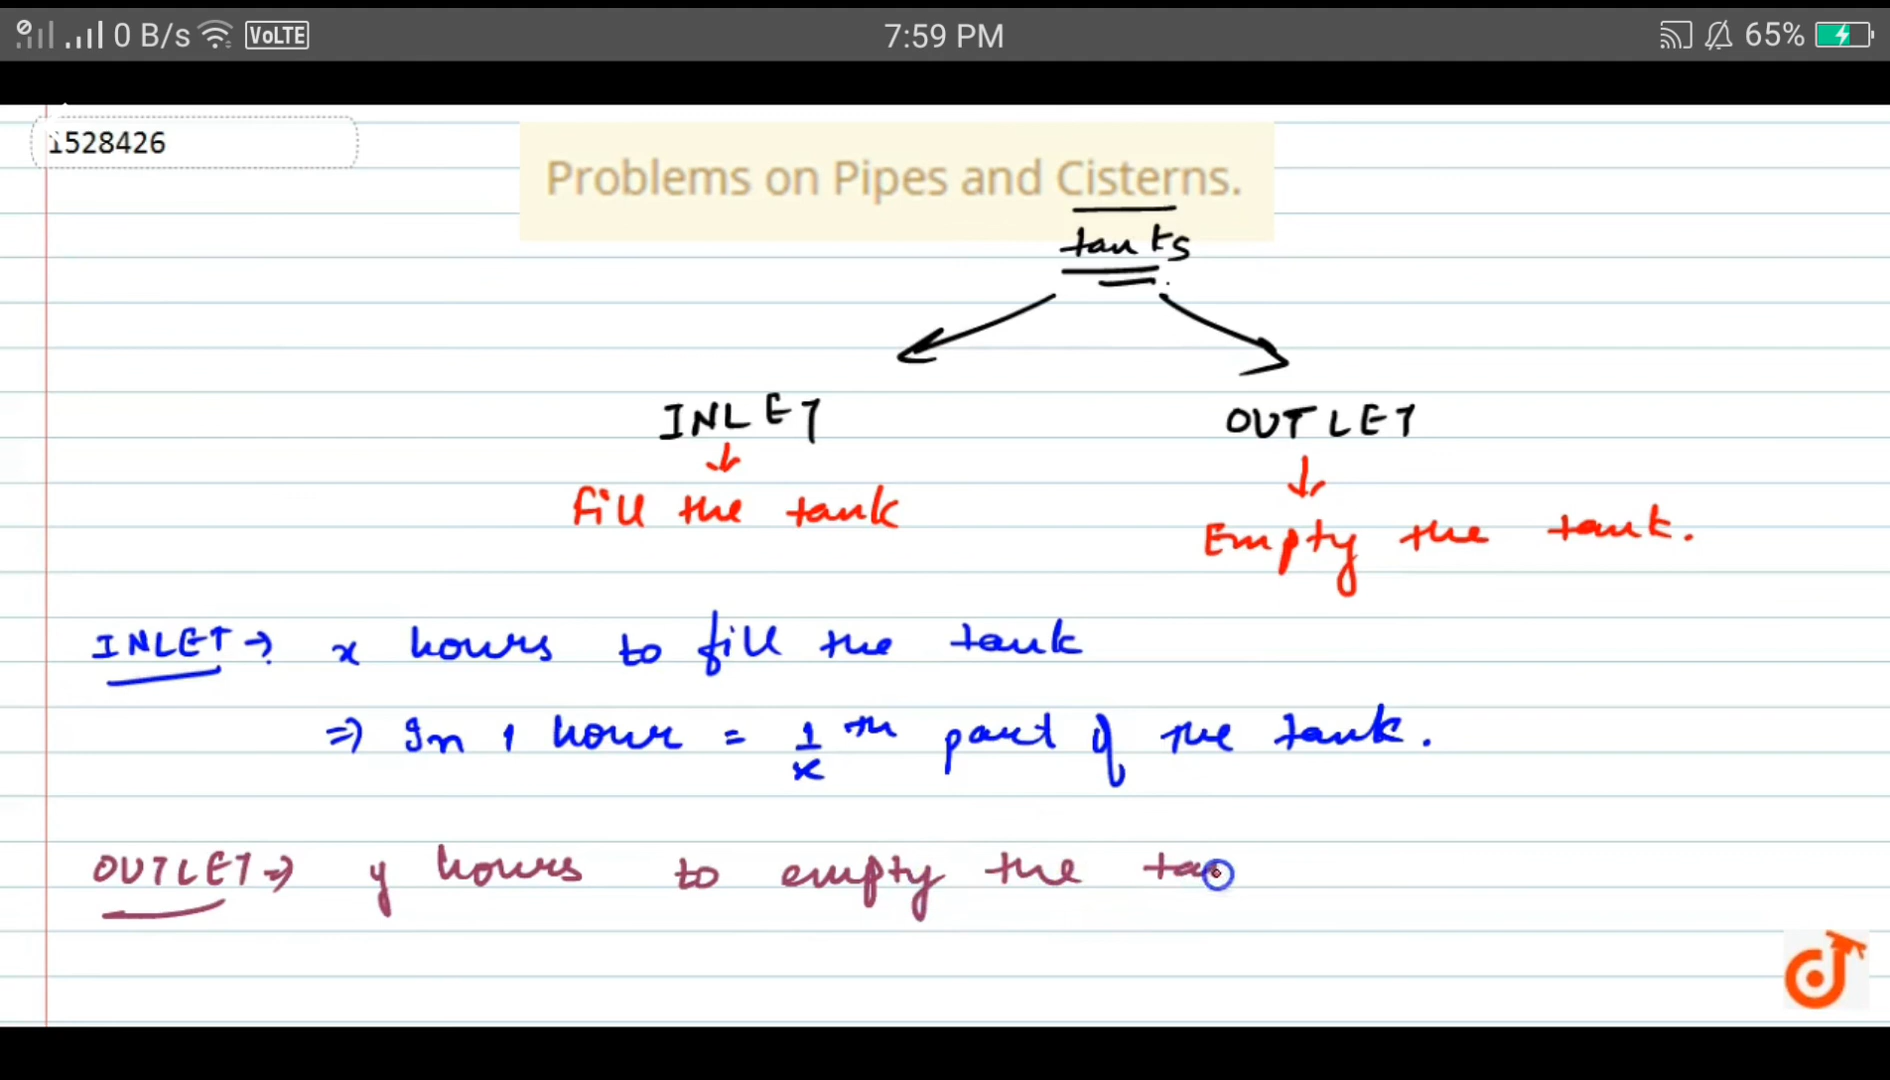 0 B/s VoLTE 7:59 PM 65%
1528426
Problems on Pipes and Cisterns.
tanks
INLET OUTLET
Fill the tank
Empty the tank.
INLET → x hours to fill the tank
⇒ In 1 hour = 1/x th part of the tank.
OUTLET ⇒ y hours to empty the tan